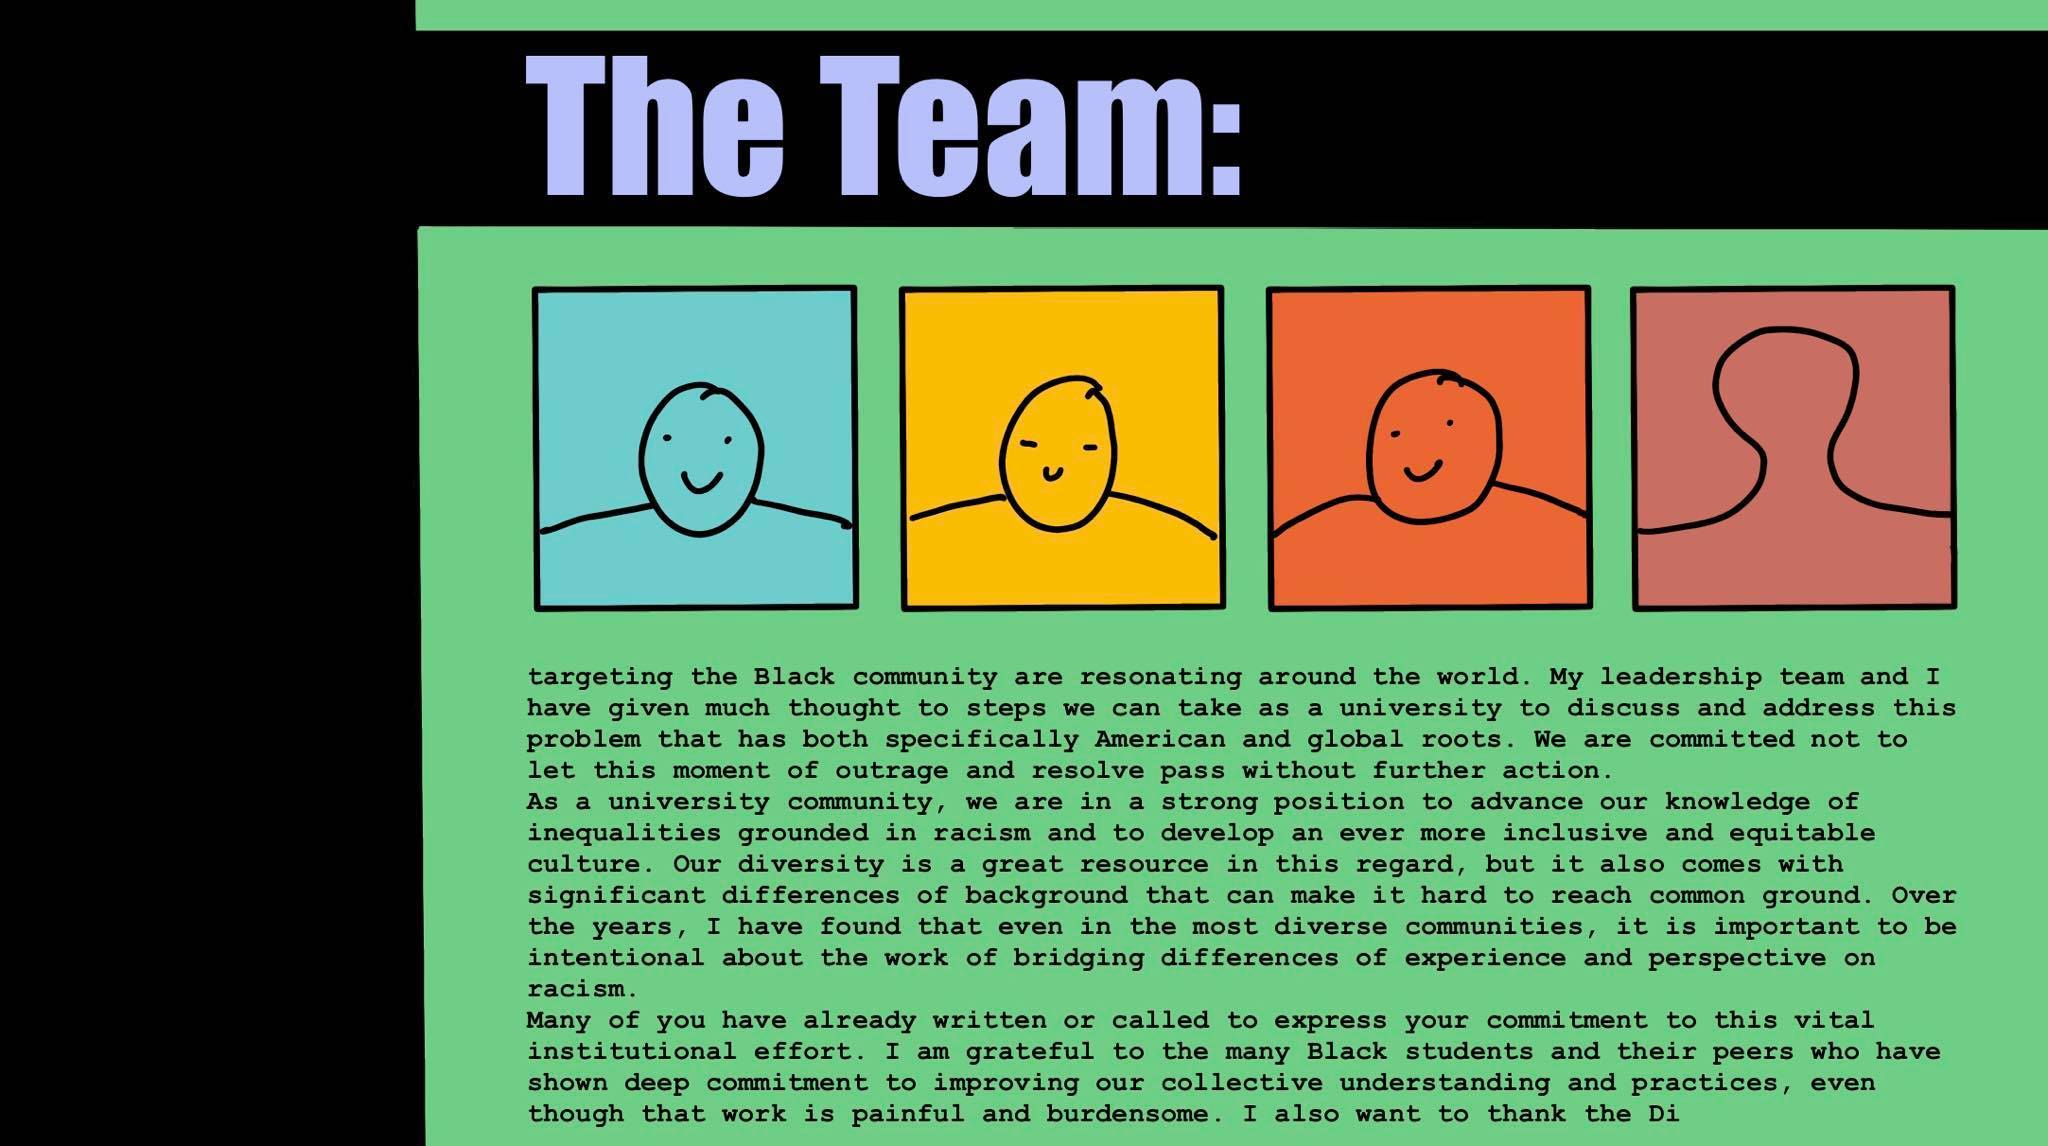 The Team:
targeting the Black community are resonating around the world. My leadership team and I
have given much thought to steps we can take as a university to discuss and address this
problem that has both specifically American and global roots. We are committed not to
let this moment of outrage and resolve pass without further action.
As a university community, we are in a strong position to advance our knowledge of
inequalities grounded in racism and to develop an ever more inclusive and equitable
culture. Our diversity is a great resource in this regard, but it also comes with
significant differences of background that can make it hard to reach common ground. Over
the years, I have found that even in the most diverse communities, it is important to be
intentional about the work of bridging differences of experience and perspective on
racism.
Many of you have already written or called to express your commitment to this vital
institutional effort. I am grateful to the many Black students and their peers who have
shown deep commitment to improving our collective understanding and practices, even
though that work is painful and burdensome. I also want to thank the Di